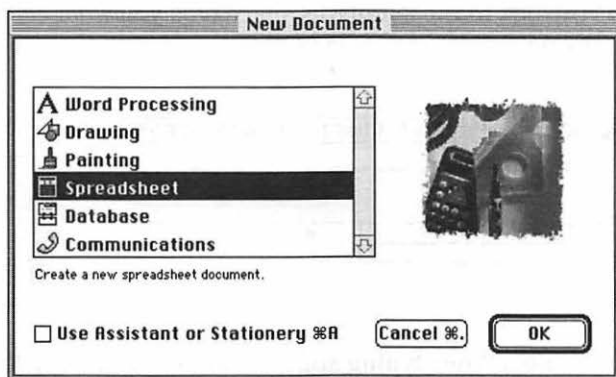 New Document
Word Processing
Drawing
Painting
Spreadsheet
Database
Communications
Create a new spreadsheet document.
Use Assistant or Stationery ⌘A
Cancel ⌘.
OK